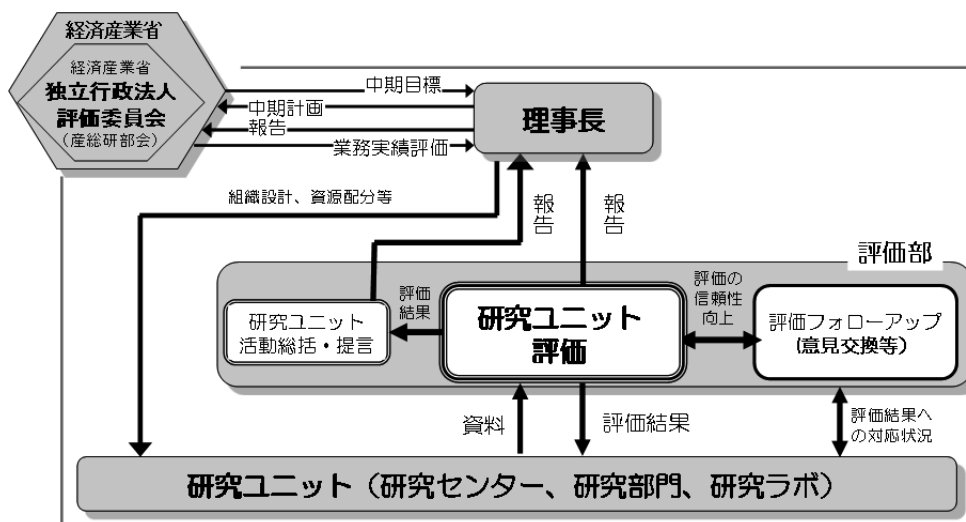 経済産業省
経済産業省
独立行政法人
評価委員会
(産総研部会)
中期目標
中期計画
報告
業務実績評価
理事長
組織設計、資源配分等
報告
報告
評価部
研究ユニット
活動総括・提言
評価
結果
研究ユニット
評価
評価の
信頼性
向上
評価フォローアップ
(意見交換等)
資料
評価結果
評価結果へ
の対応状況
研究ユニット(研究センター、研究部門、研究ラボ)